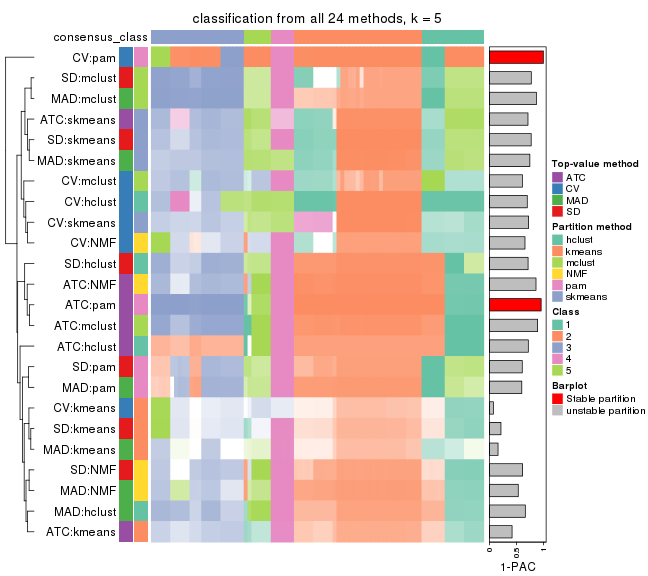 classification from all 24 methods, k = 5
consensus_class
CV:pam
SD:mclust
MAD:mclust
ATC:skmeans
SD:skmeans
MAD:skmeans
CV:mclust
CV:hclust
CV:skmeans
CV:NMF
SD:hclust
ATC:NMF
ATC:pam
ATC:mclust
ATC:hclust
SD:pam
MAD:pam
CV:kmeans
SD:kmeans
MAD:kmeans
SD:NMF
MAD:NMF
MAD:hclust
ATC:kmeans
0
0.5
1
1-PAC
Top-value method
ATC
CV
MAD
SD
Partition method
hclust
kmeans
mclust
NMF
pam
skmeans
Class
1
2
3
4
5
Barplot
Stable partition
unstable partition